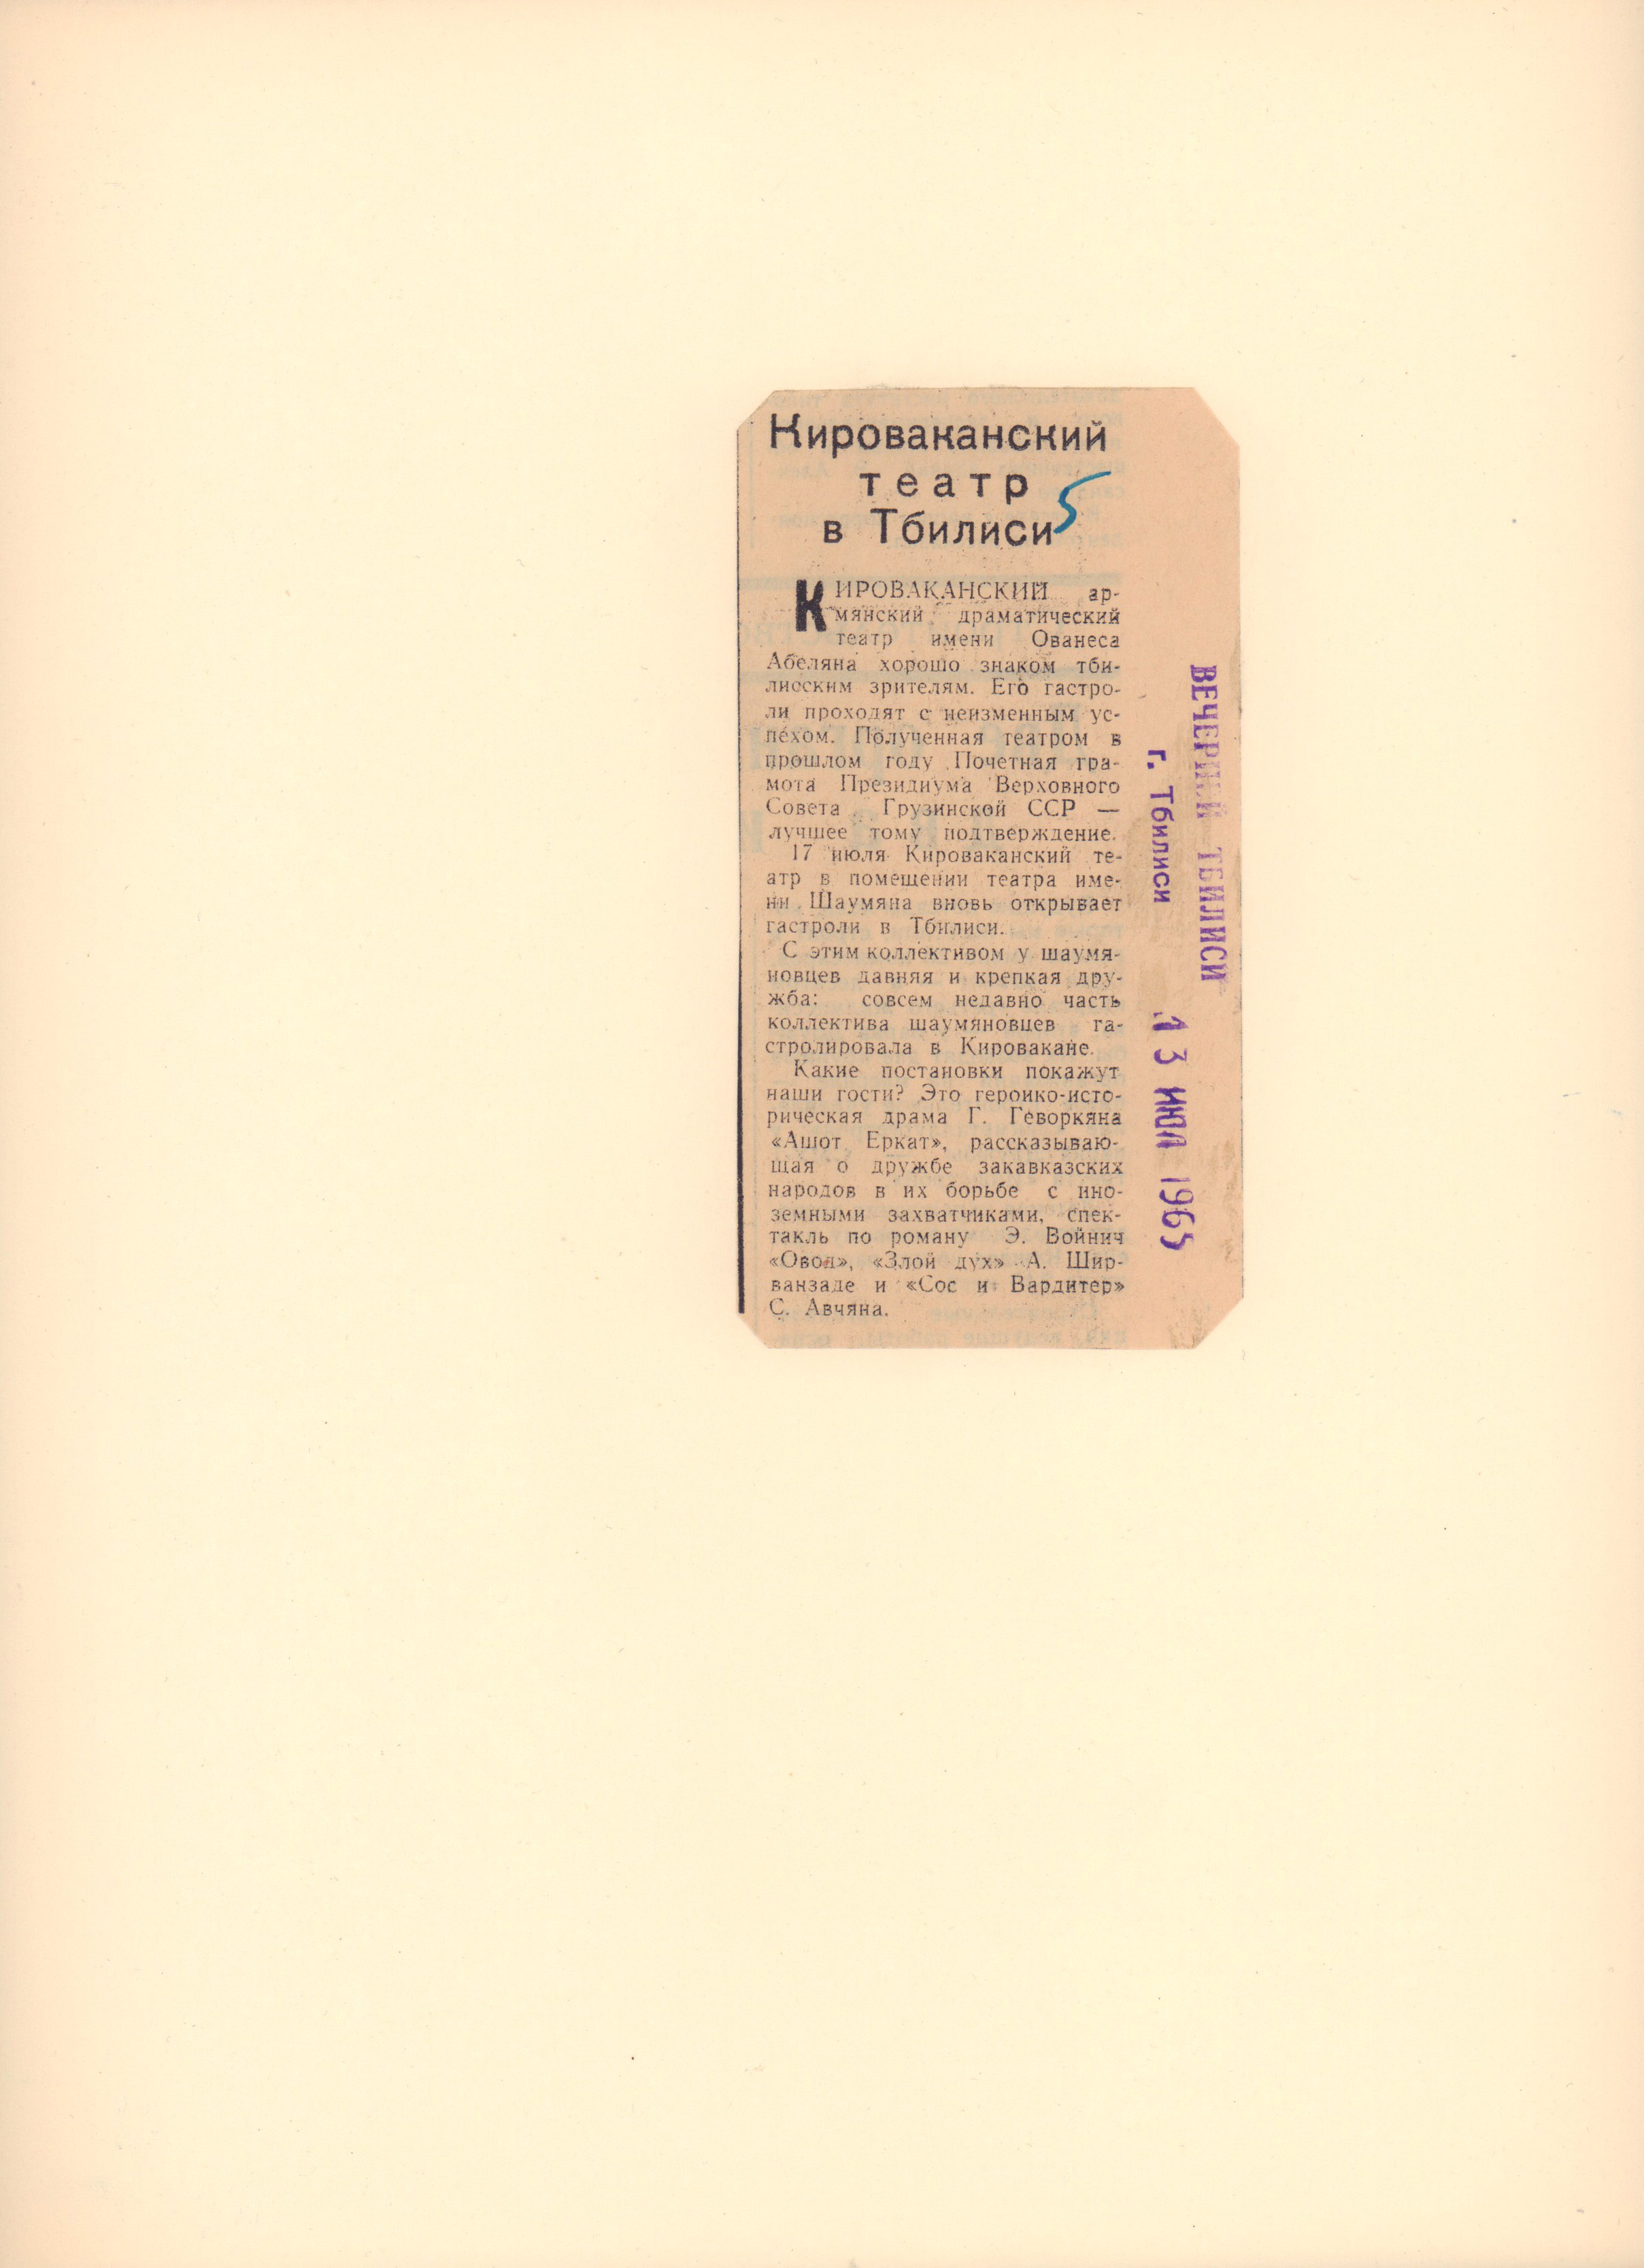 Кироваканский
театр
в Тбилиси
5
КИРОВАКАНСКИЙ ар-
мянский драматический
театр имени Ованеса
Абеляна хорошо знаком тби-
лисским зрителям. Его гастро-
ли проходят с неизменным ус-
пехом. Полученная театром в
прошлом году Почетная гра-
мота Президиума Верховного
Совета Грузинской ССР —
лучшее тому подтверждение.
17 июля Кироваканский те-
атр в помещении театра име-
ни Шаумяна вновь открывает
гастроли в Тбилиси.
С этим коллективом у шаумя-
новцев давняя и крепкая дру-
жба: совсем недавно часть
коллектива шаумяновцев га-
стролировала в Кировакане.
Какие постановки покажут
наши гости? Это героико-исто-
рическая драма Г. Геворкяна
«Ашот Еркат», рассказываю-
щая о дружбе закавказских
народов в их борьбе с ино-
земными захватчиками, спек-
такль по роману Э. Войнич
«Овод», «Злой дух» А. Шир-
ванзаде и «Сос и Вардитер»
С. Авчяна.
ВЕЧЕРНИЙ ТБИЛИСИ
г. Тбилиси
13 ИЮЛ 1965